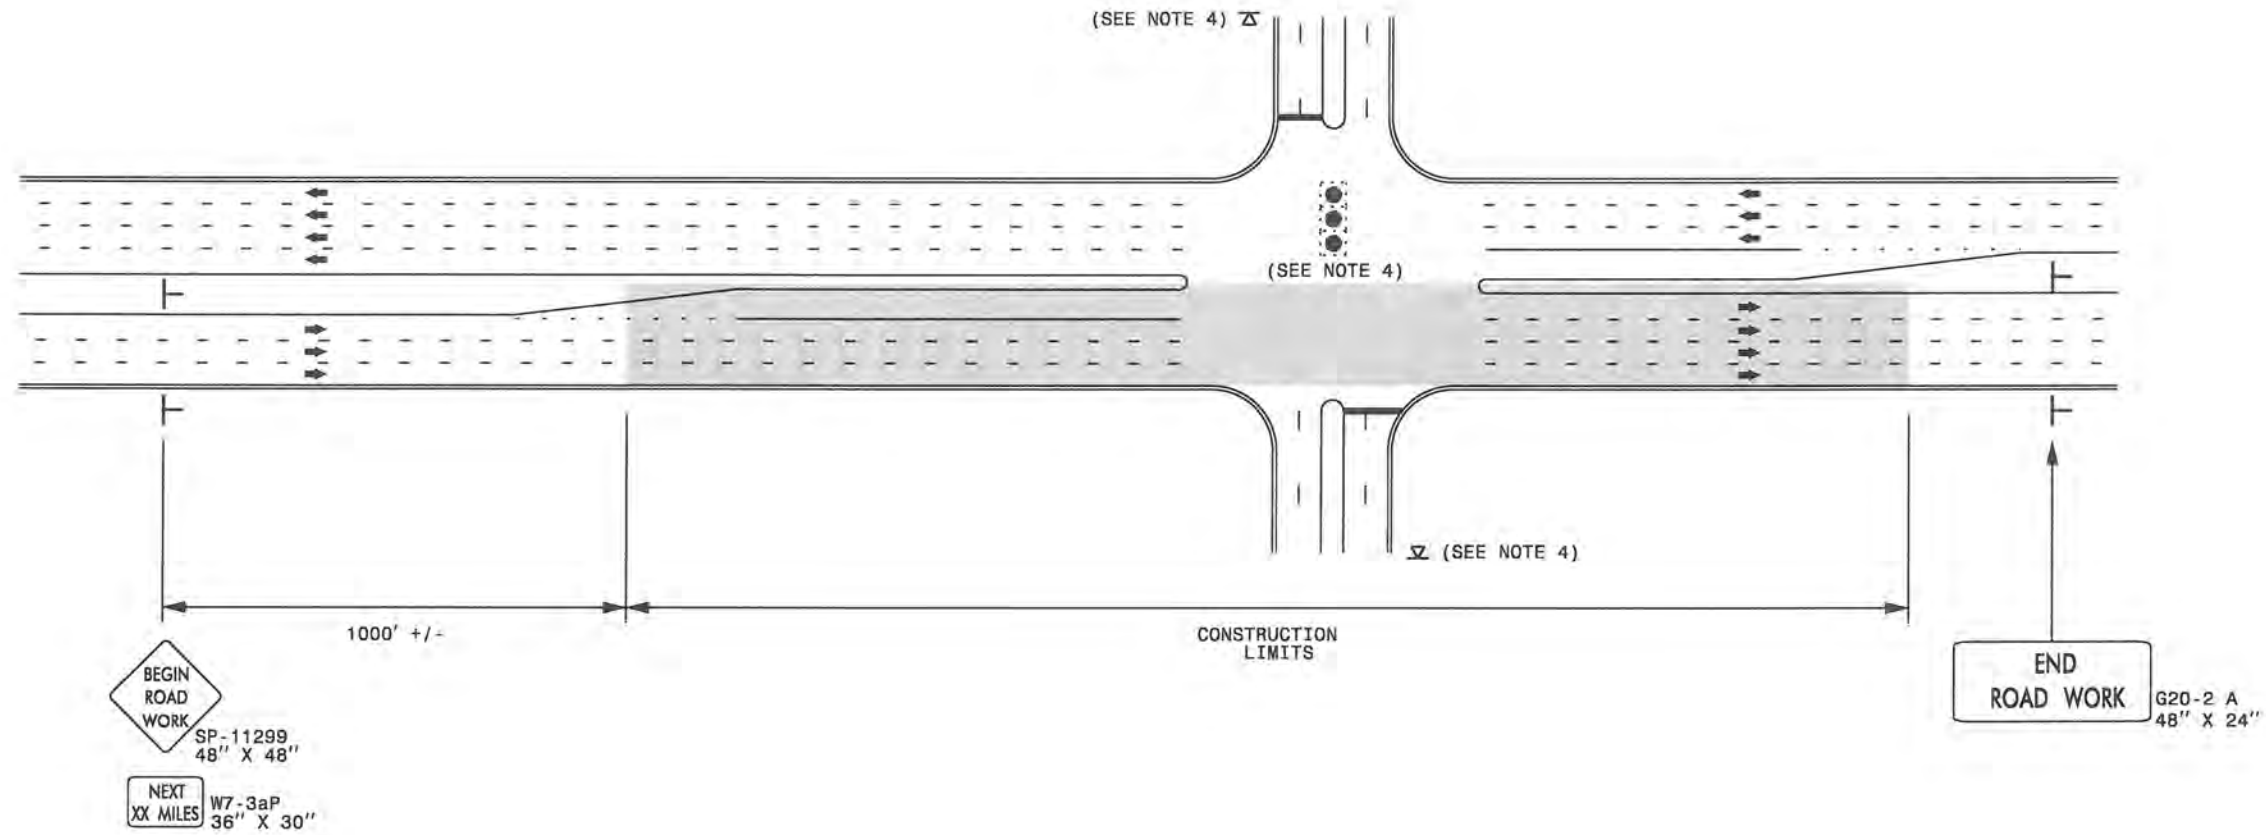 (SEE NOTE 4)
(SEE NOTE 4)
(SEE NOTE 4)
1000' +/-
CONSTRUCTION
LIMITS
BEGIN
ROAD
WORK
SP-11299
48" X 48"
NEXT
XX MILES
W7-3aP
36" X 30"
END
ROAD WORK
G20-2 A
48" X 24"